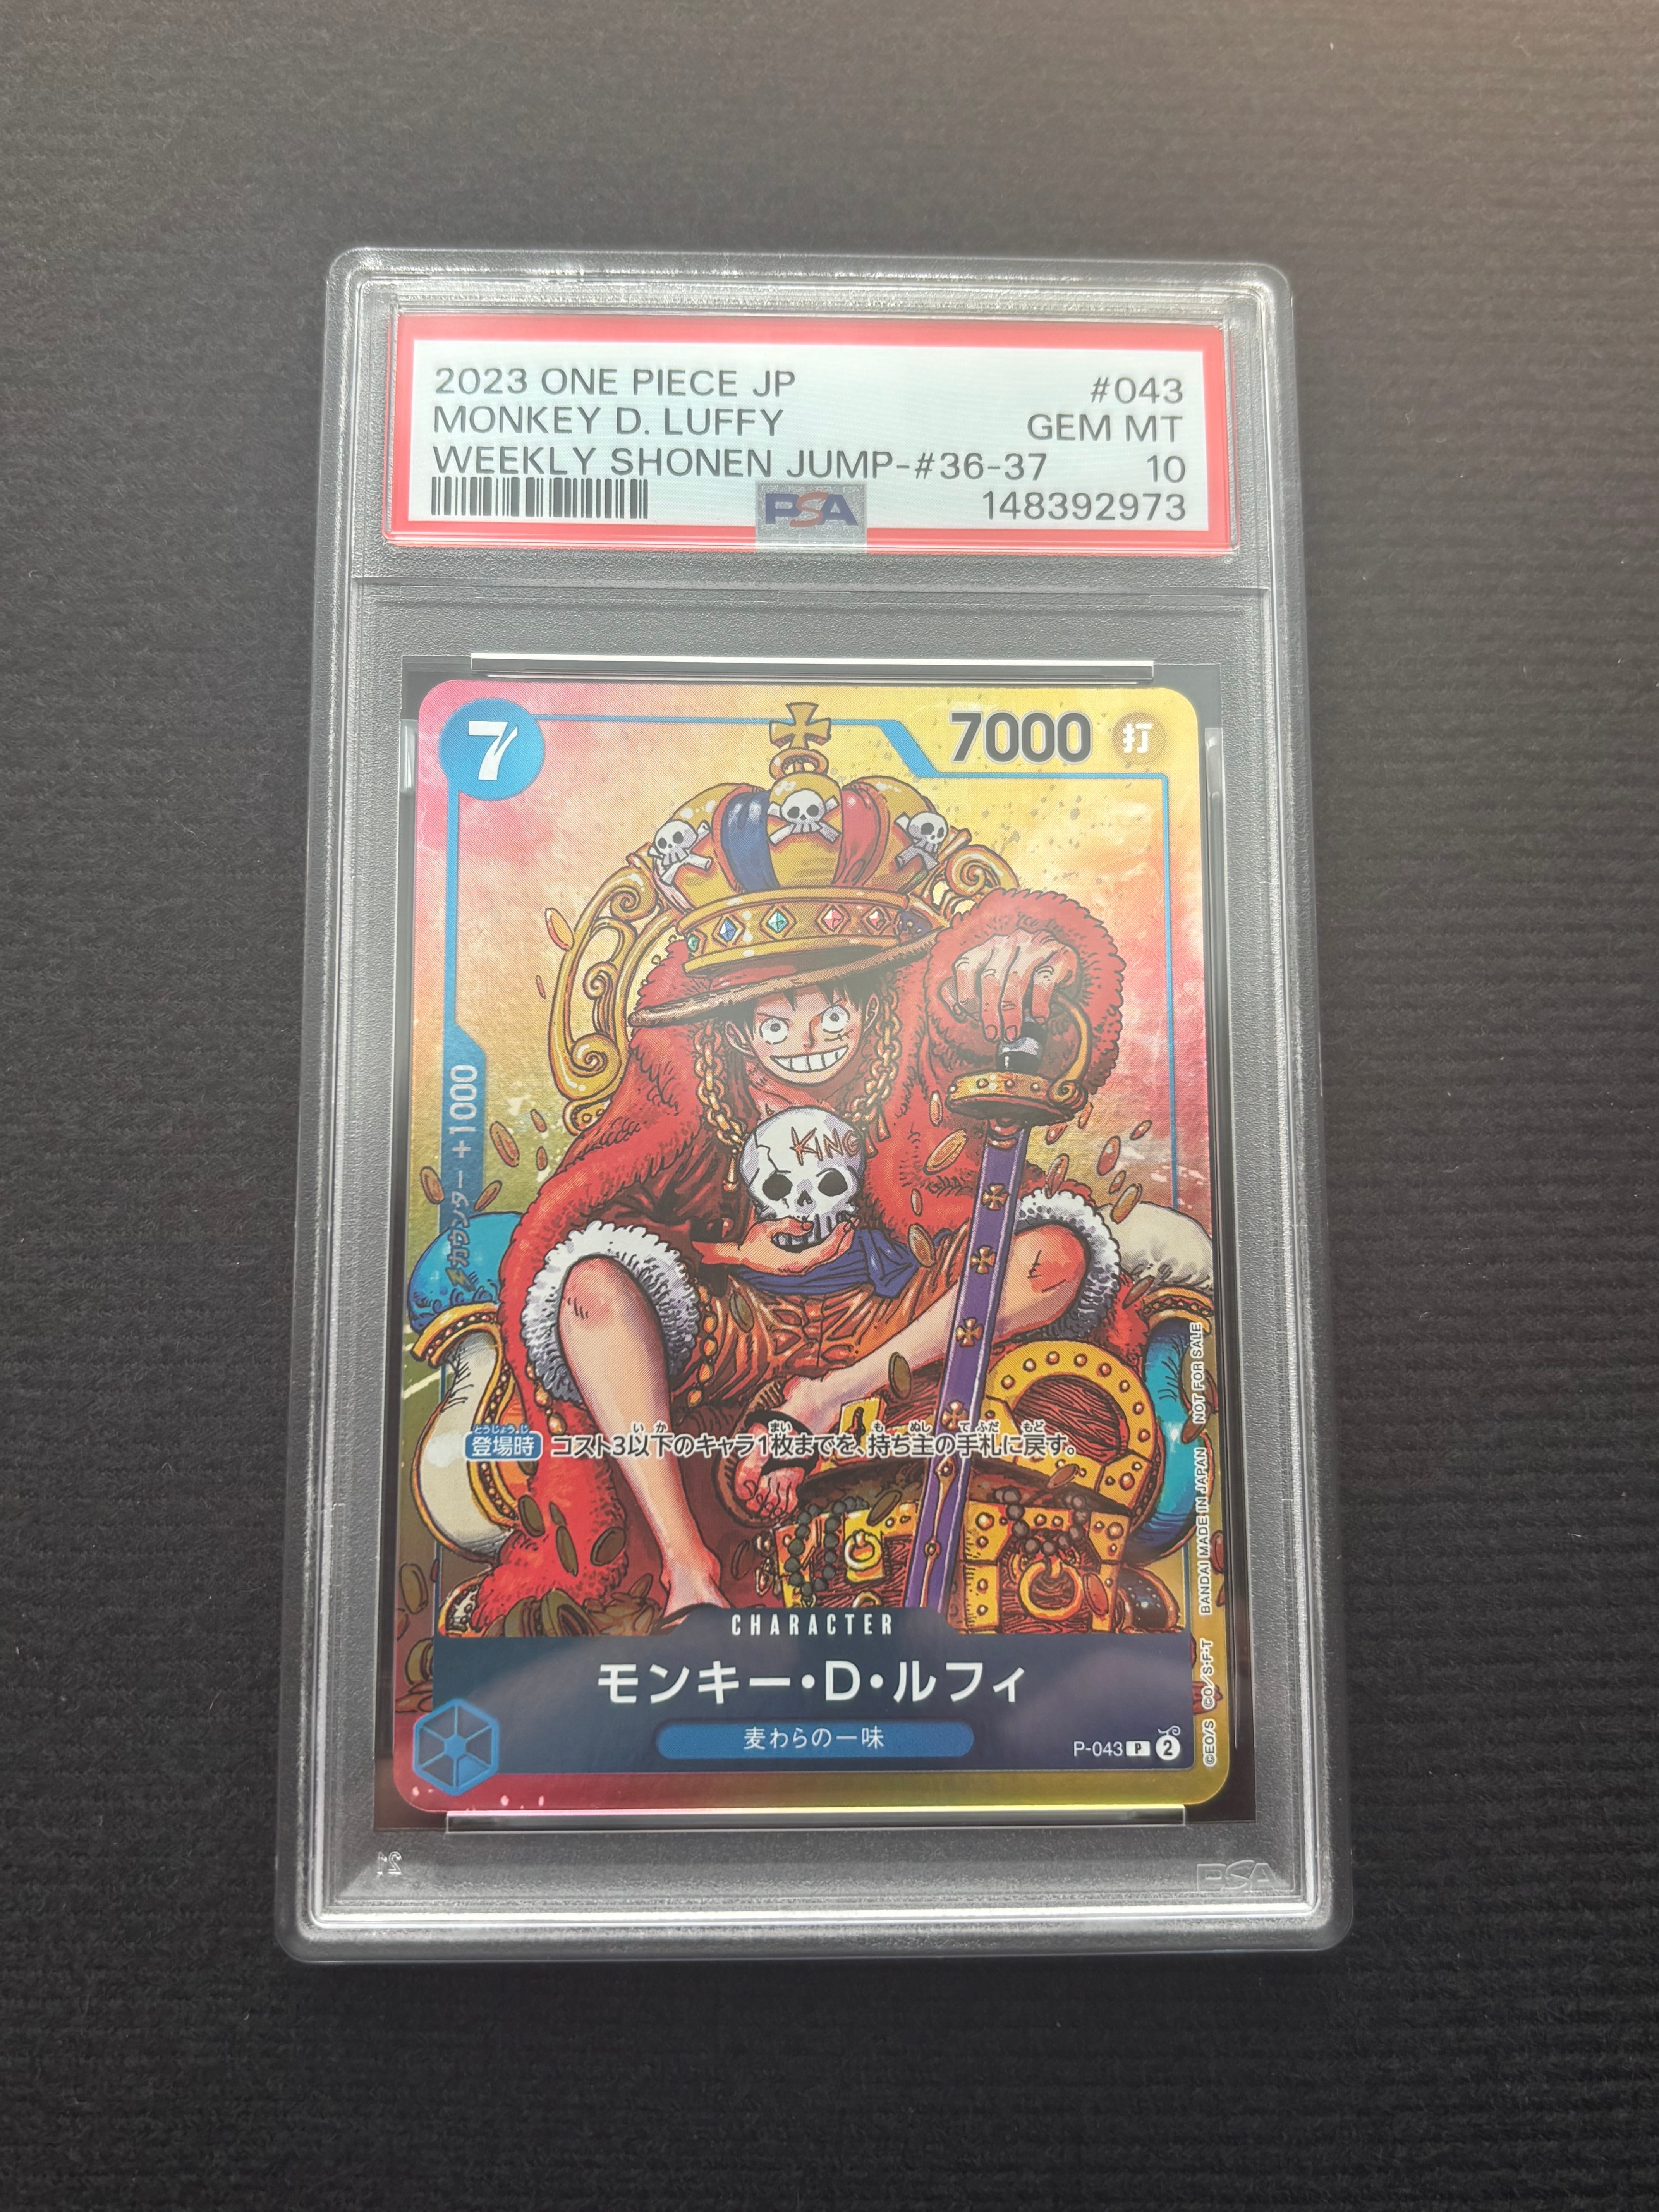 2023 ONE PIECE JP #043
MONKEY D. LUFFY GEM MT
WEEKLY SHONEN JUMP-#36-37 10
PSA 148392973
7
7000 打
KING
カウンター +1000
登場時 コスト3以下のキャラ1枚までを、持ち主の手札に戻す。
CHARACTER
モンキー・D・ルフィ
麦わらの一味
P-043 P 2
©EO/S ©O/S・F・T BANDAI MADE IN JAPAN NOT FOR SALE
PSA